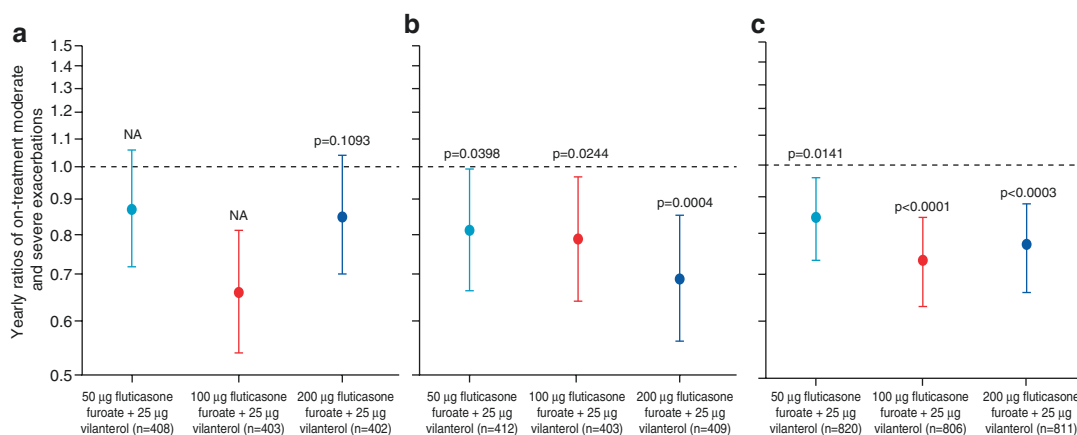 a
b
c
Yearly ratios of on-treatment moderate
and severe exacerbations
1.5
1.4
1.3
1.2
1.1
1.0
0.9
0.8
0.7
0.6
0.5
NA
NA
p=0.1093
50 µg fluticasone
furoate + 25 µg
vilanterol (n=408)
100 µg fluticasone
furoate + 25 µg
vilanterol (n=403)
200 µg fluticasone
furoate + 25 µg
vilanterol (n=402)
p=0.0398
p=0.0244
p=0.0004
50 µg fluticasone
furoate + 25 µg
vilanterol (n=412)
100 µg fluticasone
furoate + 25 µg
vilanterol (n=403)
200 µg fluticasone
furoate + 25 µg
vilanterol (n=409)
p=0.0141
p<0.0001
p<0.0003
50 µg fluticasone
furoate + 25 µg
vilanterol (n=820)
100 µg fluticasone
furoate + 25 µg
vilanterol (n=806)
200 µg fluticasone
furoate + 25 µg
vilanterol (n=811)